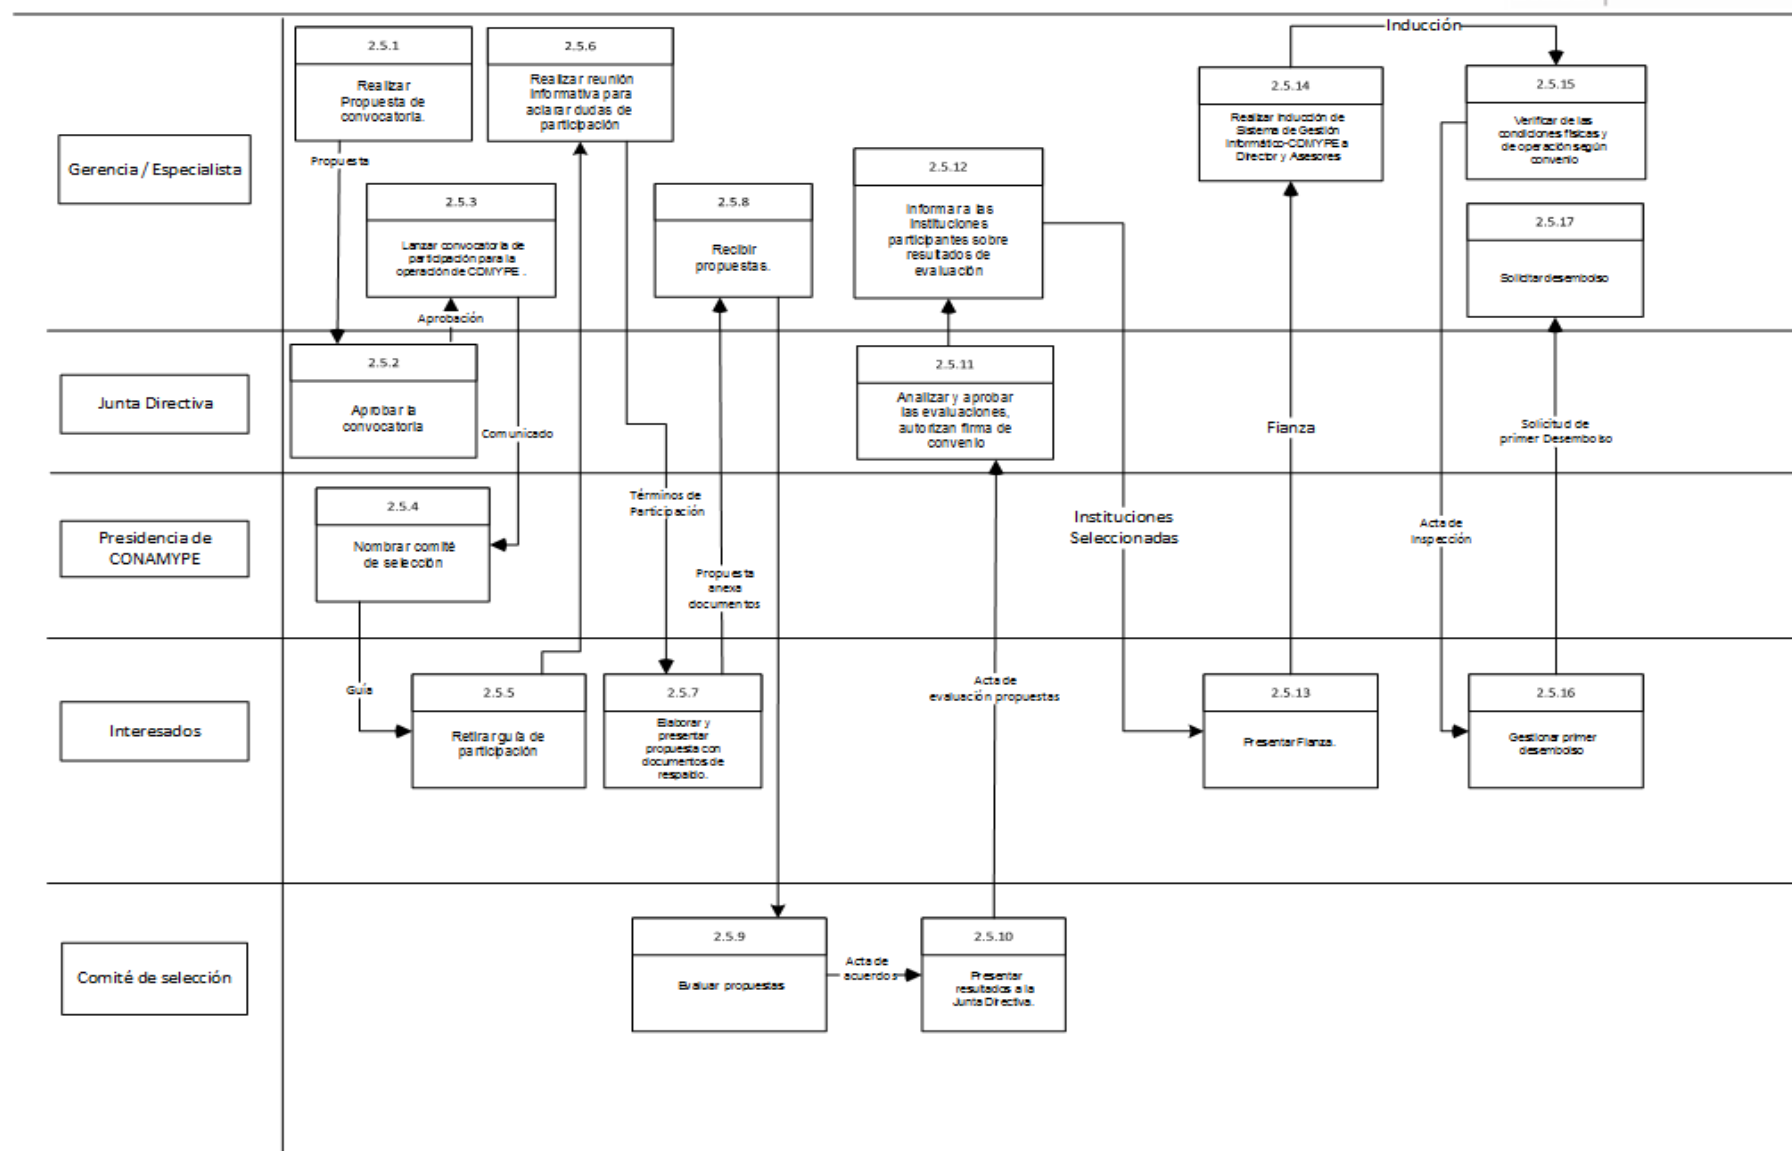 Inducción
2.5.1
Realizar
Propuesta de
convocatoria.
2.5.6
Realizar reunión
informativa para
aclarar dudas de
participación
2.5.14
Realizar inducción de
Sistema de Gestión
Informático-CDMYPE a
Director y Asesores
2.5.15
Verificar de las
condiciones físicas y
de operación según
convenio
Gerencia / Especialista
Propuesta
2.5.3
Lanzar convocatoria de
participación para la
operación de CDMYPE .
2.5.8
Recibir
propuestas.
2.5.12
Informar a las
instituciones
participantes sobre
resultados de
evaluación
2.5.17
Solicitar desembolso
Aprobación
Junta Directiva
2.5.2
Aprobar la
convocatoria
Comunicado
2.5.11
Analizar y aprobar
las evaluaciones,
autorizan firma de
convenio
Fianza
Solicitud de
primer Desembolso
Presidencia de
CONAMYPE
2.5.4
Nombrar comité
de selección
Términos de
Participación
Propuesta
anexa
documentos
Instituciones
Seleccionadas
Acta de
Inspección
Interesados
Guía
2.5.5
Retirar guía de
participación
2.5.7
Elaborar y
presentar
propuesta con
documentos de
respaldo.
Acta de
evaluación propuestas
2.5.13
Presentar Fianza.
2.5.16
Gestionar primer
desembolso
Comité de selección
2.5.9
Evaluar propuestas
Acta de
acuerdos
2.5.10
Presentar
resultados a la
Junta Directiva.